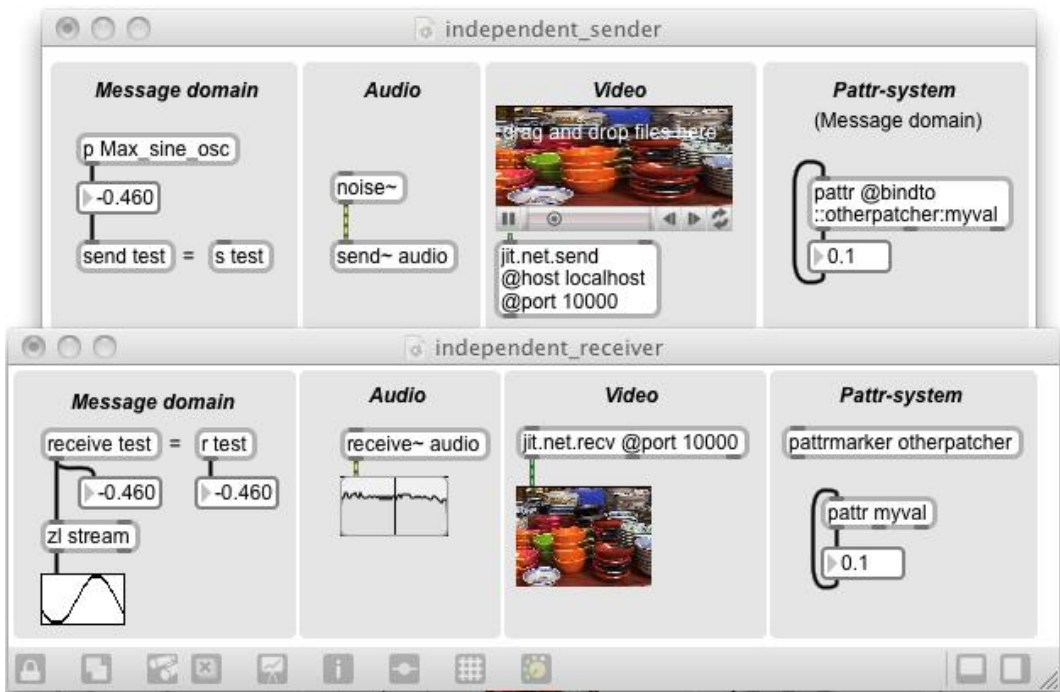 independent_sender
Message domain
p Max_sine_osc
-0.460
send test = s test
Audio
noise~
send~ audio
Video
drag and drop files here
jit.net.send
@host localhost
@port 10000
Pattr-system
(Message domain)
pattr @bindto
::otherpatcher:myval
0.1
independent_receiver
Message domain
receive test = r test
-0.460 -0.460
zl stream
Audio
receive~ audio
Video
jit.net.recv @port 10000
Pattr-system
pattrmarker otherpatcher
pattr myval
0.1